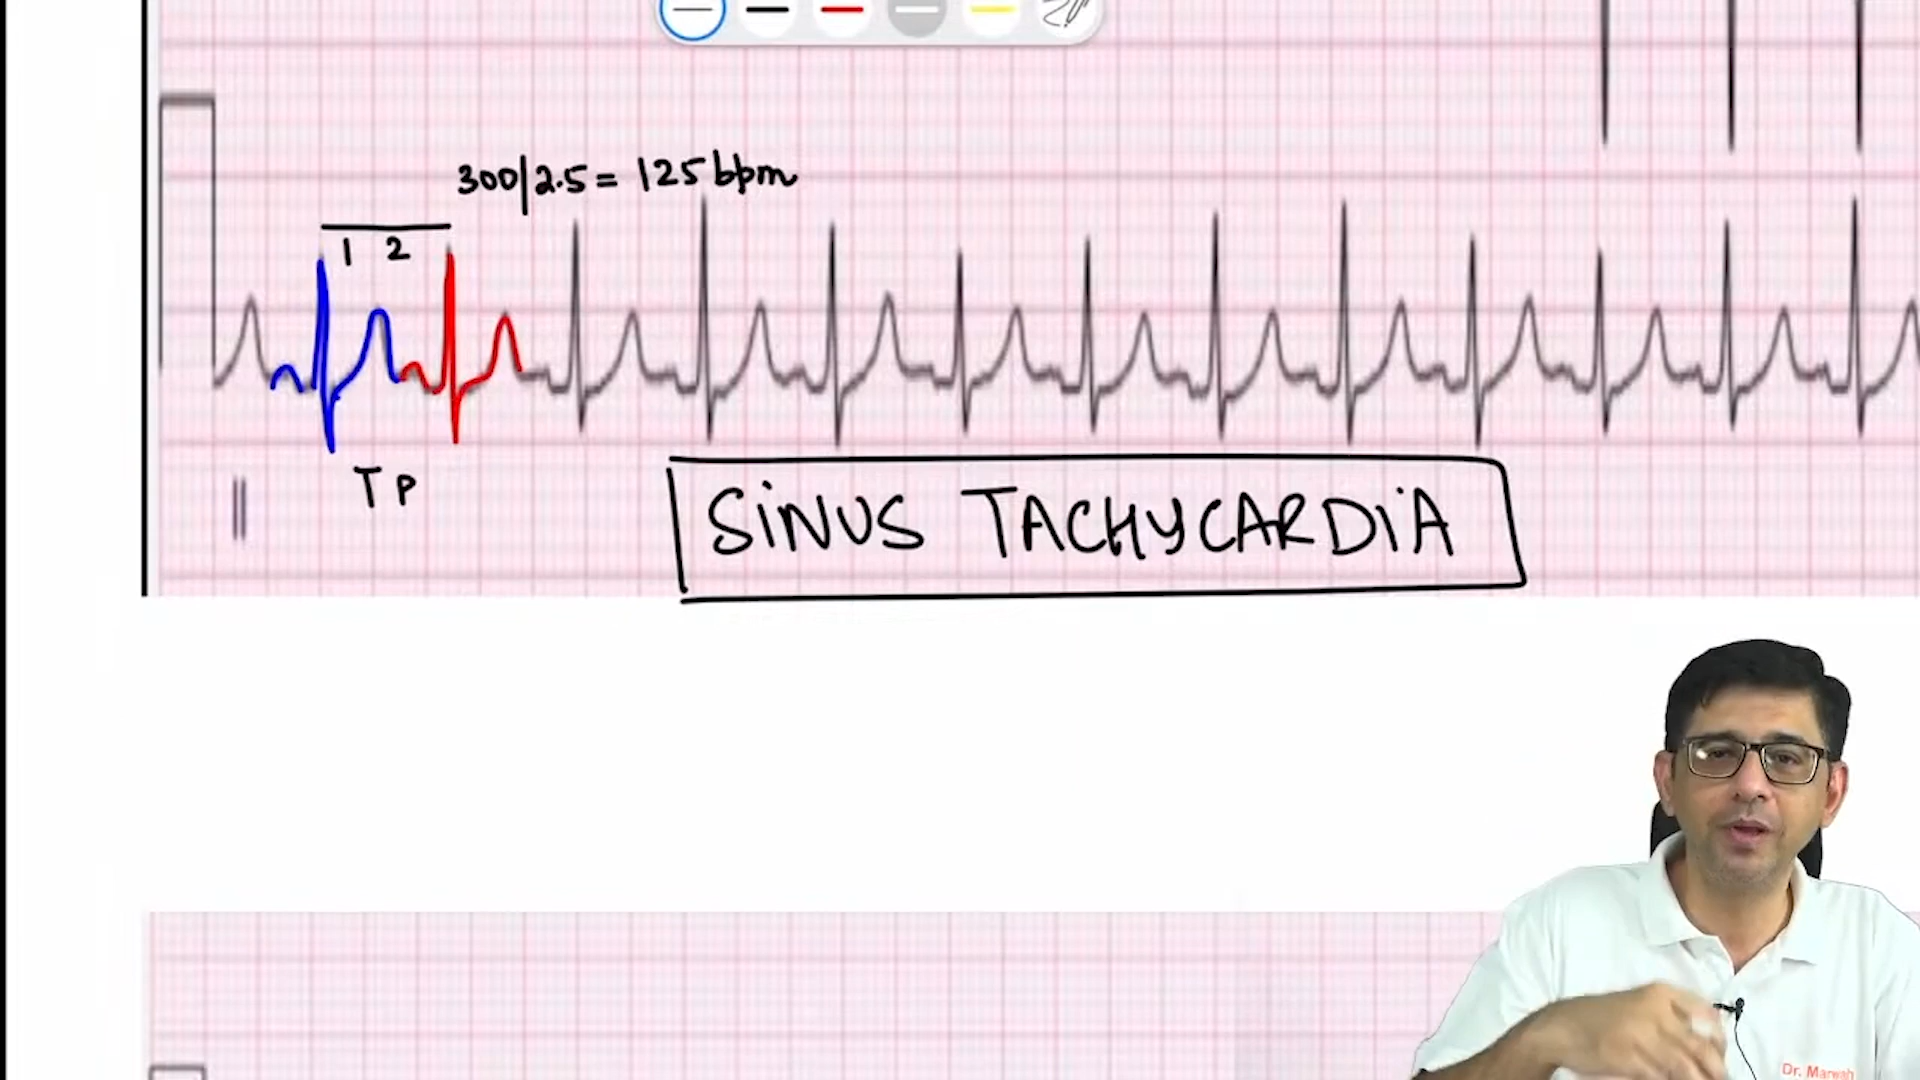 300/2.5 = 125 bpm
1 2
T P
II
SiNUS TACHYCARDiA
Dr. Marwah